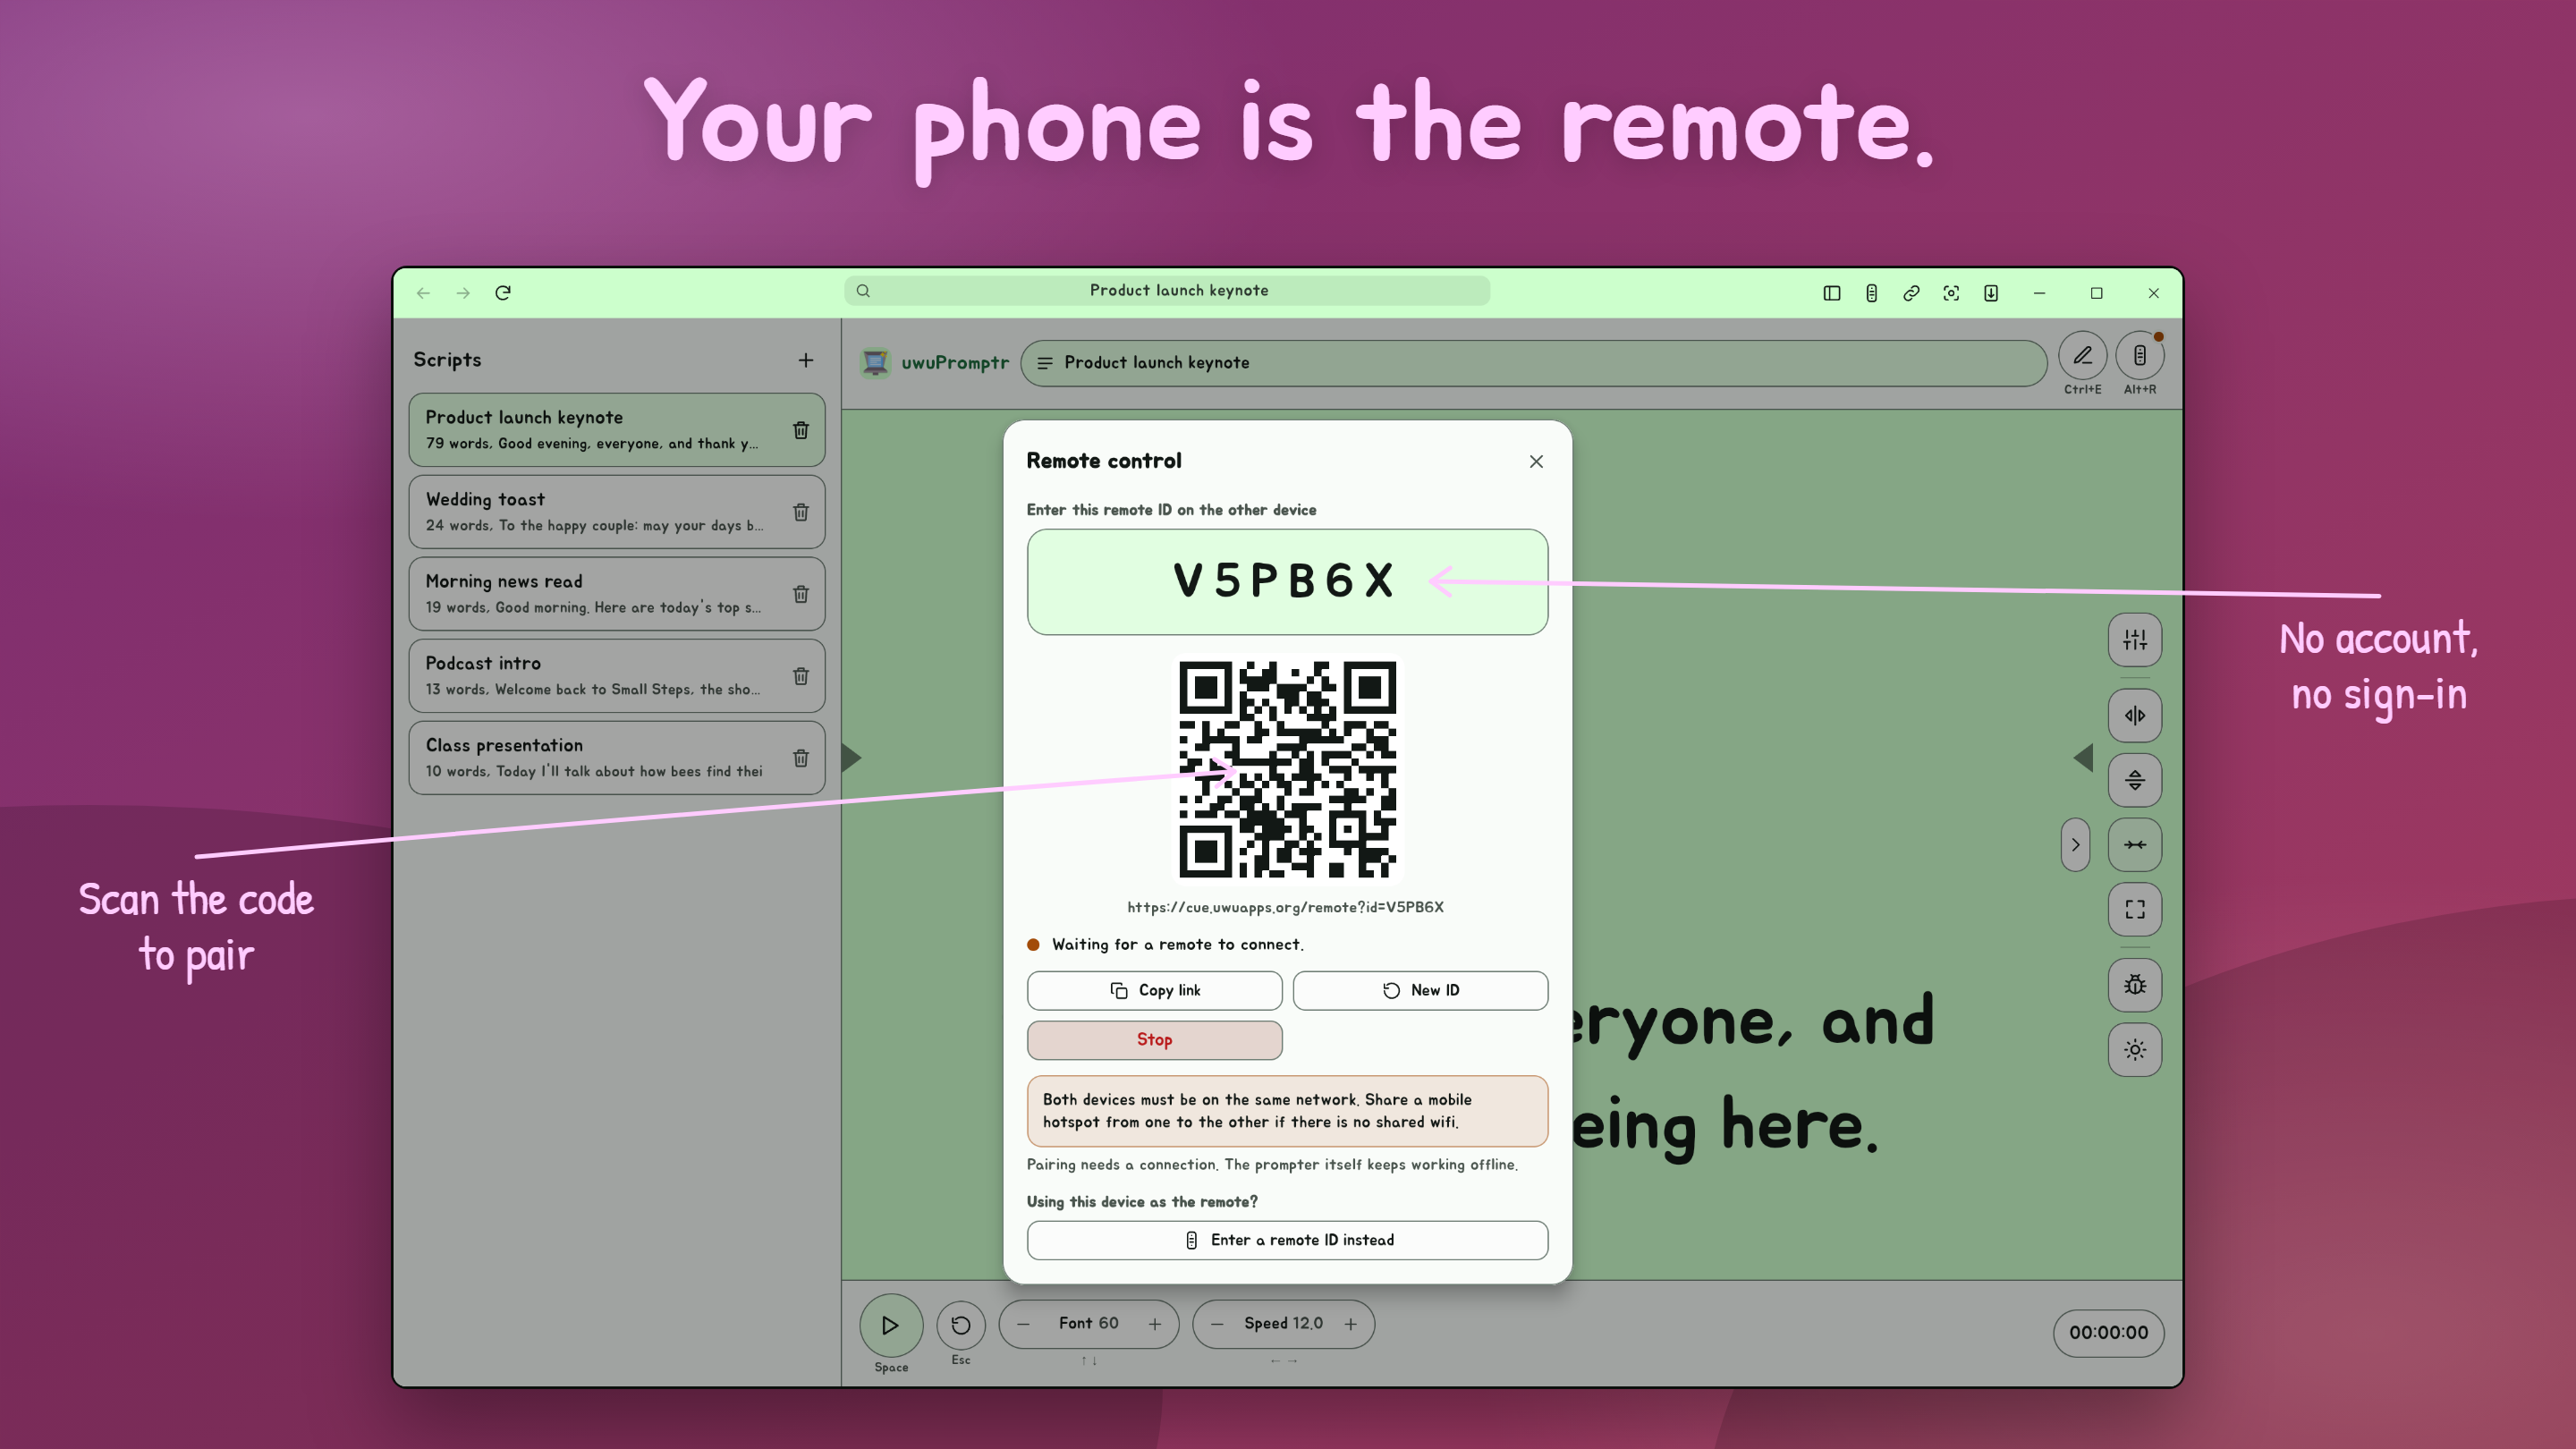 Your phone is the remote.
Product launch keynote
Scripts
Product launch keynote
79 words, Good evening, everyone, and thank y...
Wedding toast
24 words, To the happy couple: may your days b...
Morning news read
19 words, Good morning. Here are today's top s...
Podcast intro
13 words, Welcome back to Small Steps, the sho...
Class presentation
10 words, Today I'll talk about how bees find thei
uwuPromptr
Product launch keynote
Ctrl+E
Alt+R
Remote control
Enter this remote ID on the other device
V5PB6X
https://cue.uwuapps.org/remote?id=V5PB6X
Waiting for a remote to connect.
Copy link
New ID
Stop
Both devices must be on the same network. Share a mobile
hotspot from one to the other if there is no shared wifi.
Pairing needs a connection. The prompter itself keeps working offline.
Using this device as the remote?
Enter a remote ID instead
eryone, and
eing here.
Space
Esc
Font 60
↑ ↓
Speed 12.0
← →
00:00:00
Scan the code
to pair
No account,
no sign-in